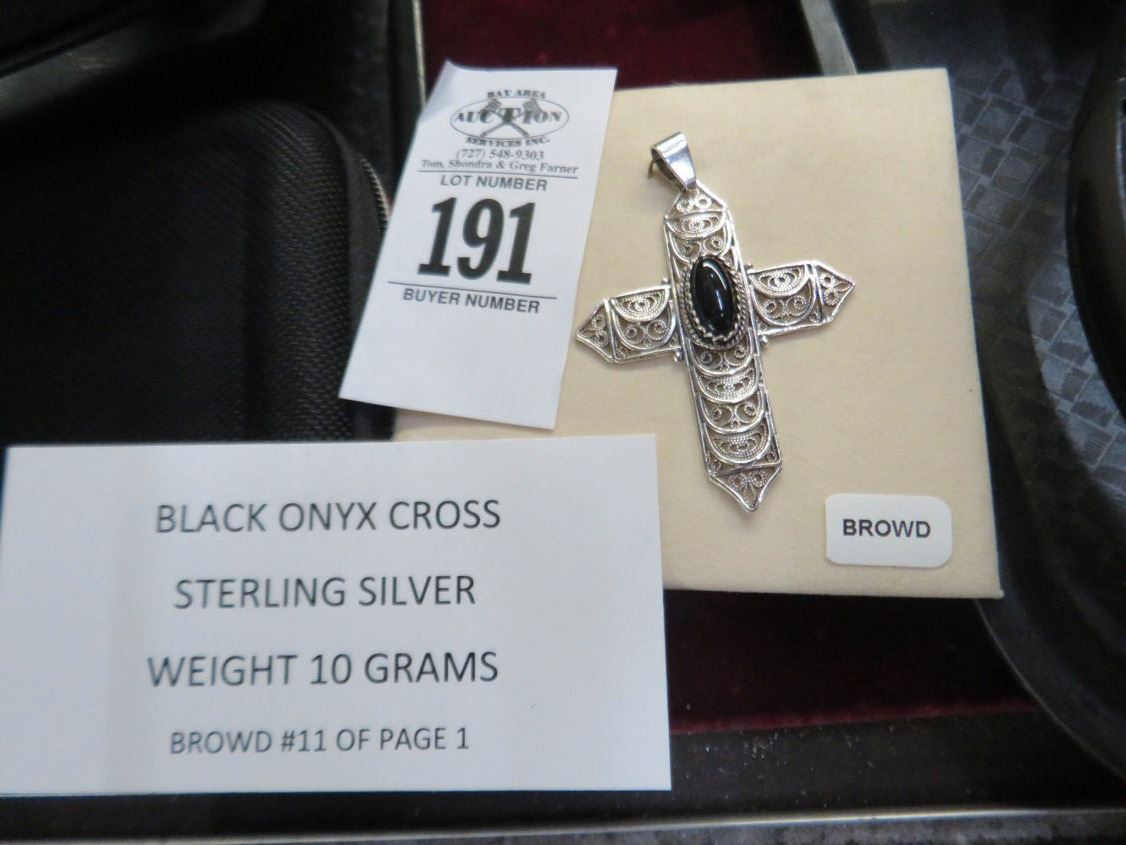 BAY AREA
AUCTION
SERVICES INC.
(727) 548-9303
Tom, Shondra & Greg Farner
LOT NUMBER
191
BUYER NUMBER
BROWD
BLACK ONYX CROSS
STERLING SILVER
WEIGHT 10 GRAMS
BROWD #11 OF PAGE 1